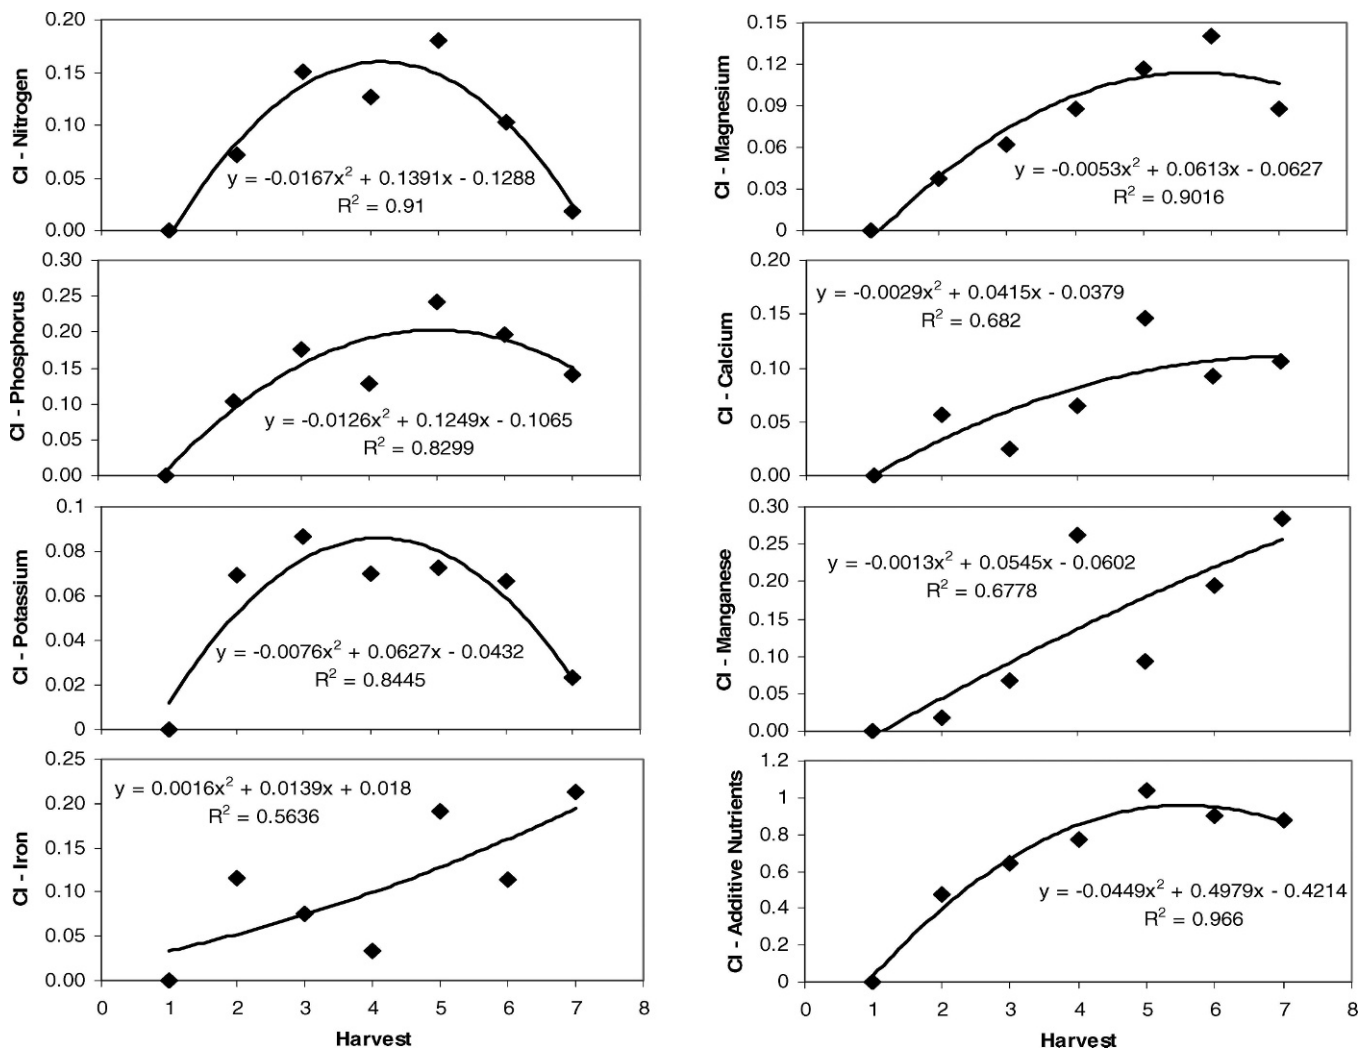 0.20
0.15
0.10
0.05
0.00
CI - Nitrogen
y = -0.0167x² + 0.1391x - 0.1288
R² = 0.91
0.15
0.12
0.09
0.06
0.03
0
CI - Magnesium
y = -0.0053x² + 0.0613x - 0.0627
R² = 0.9016
0.30
0.25
0.20
0.15
0.10
0.05
0.00
CI - Phosphorus
y = -0.0126x² + 0.1249x - 0.1065
R² = 0.8299
0.20
0.15
0.10
0.05
0.00
CI - Calcium
y = -0.0029x² + 0.0415x - 0.0379
R² = 0.682
0.1
0.08
0.06
0.04
0.02
0
CI - Potassium
y = -0.0076x² + 0.0627x - 0.0432
R² = 0.8445
0.30
0.25
0.20
0.15
0.10
0.05
0.00
CI - Manganese
y = -0.0013x² + 0.0545x - 0.0602
R² = 0.6778
0.25
0.20
0.15
0.10
0.05
0.00
CI - Iron
y = 0.0016x² + 0.0139x + 0.018
R² = 0.5636
0 1 2 3 4 5 6 7 8
Harvest
1.2
1
0.8
0.6
0.4
0.2
0
CI - Additive Nutrients
y = -0.0449x² + 0.4979x - 0.4214
R² = 0.966
0 1 2 3 4 5 6 7 8
Harvest